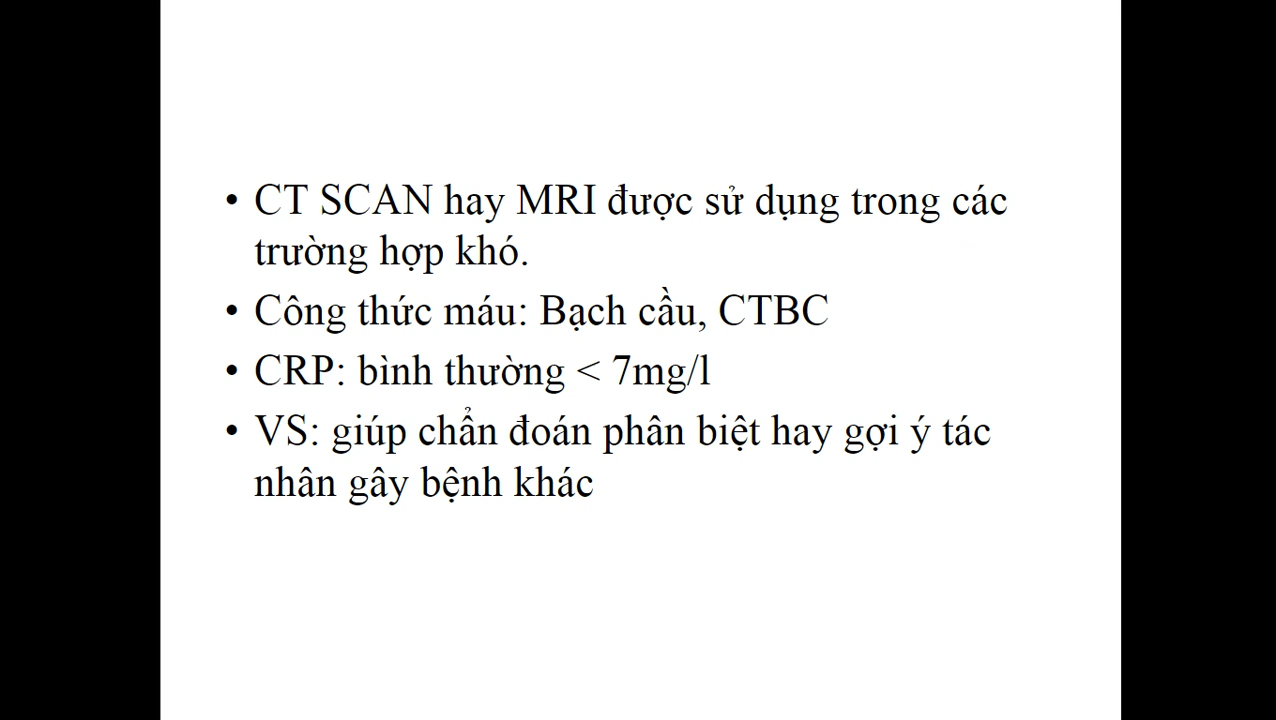 • CT SCAN hay MRI được sử dụng trong các
trường hợp khó.
• Công thức máu: Bạch cầu, CTBC
• CRP: bình thường < 7mg/l
• VS: giúp chẩn đoán phân biệt hay gợi ý tác
nhân gây bệnh khác